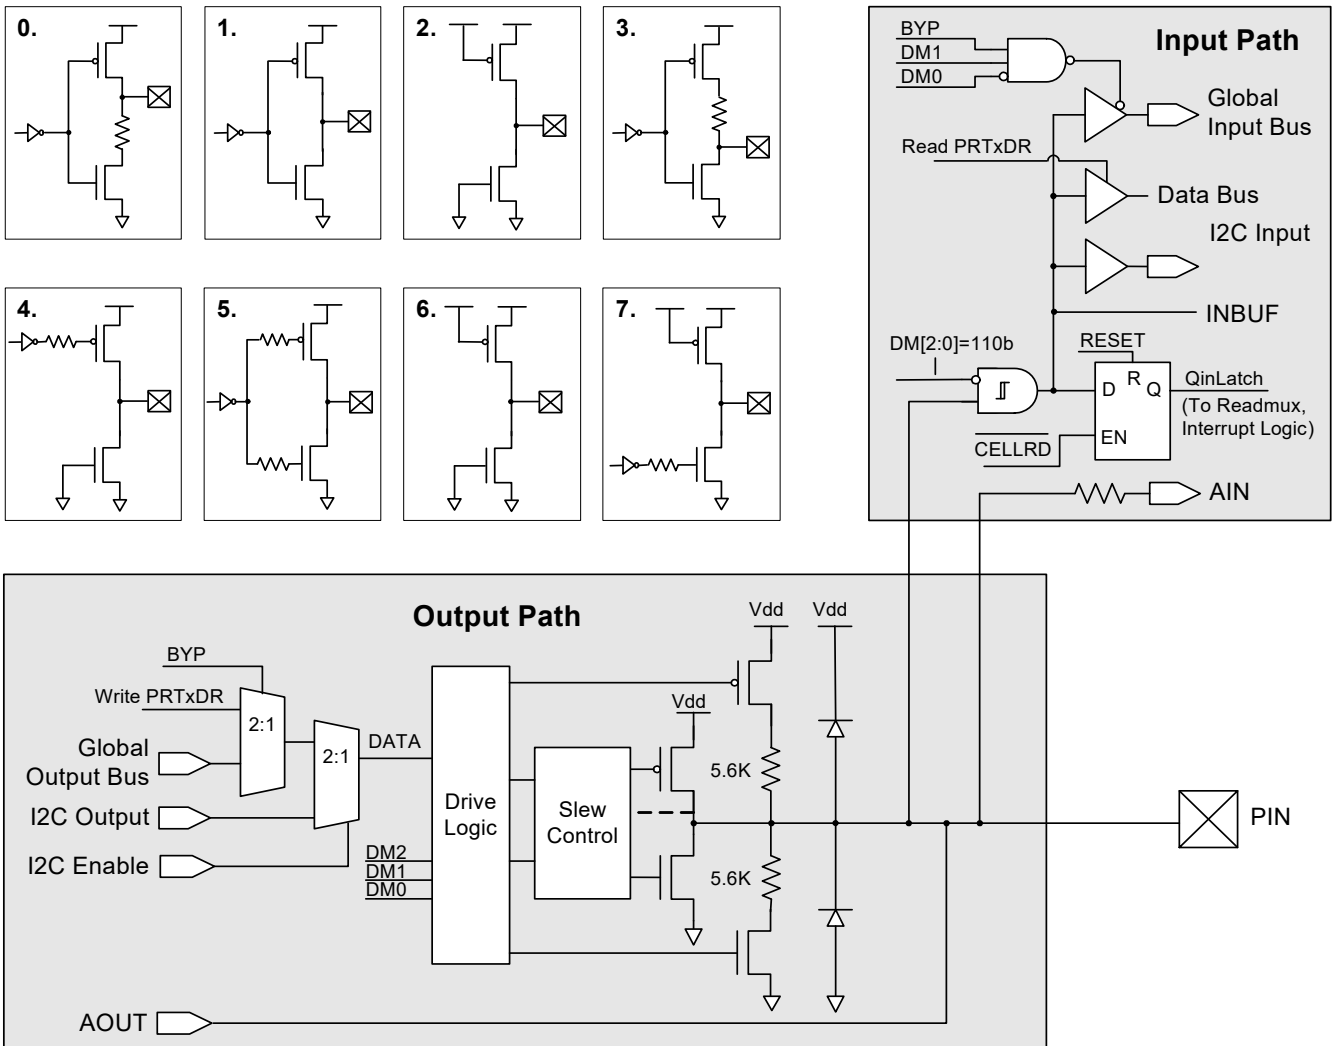 0.
1.
2.
3.
4.
5.
6.
7.
Input Path
BYP
DM1
DM0
Global
Input Bus
Read PRTxDR
Data Bus
I2C Input
INBUF
DM[2:0]=110b
RESET
D
R
Q
EN
QinLatch
(To Readmux,
Interrupt Logic)
CELLRD
AIN
Output Path
BYP
Write PRTxDR
2:1
Global
Output Bus
2:1
DATA
I2C Output
I2C Enable
DM2
DM1
DM0
Drive
Logic
Slew
Control
Vdd
Vdd
Vdd
5.6K
5.6K
PIN
AOUT